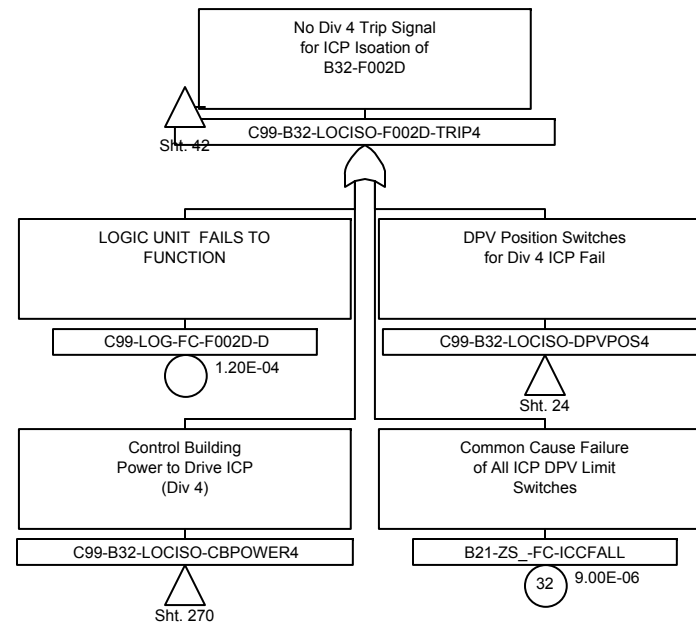 No Div 4 Trip Signal
for ICP Isoation of
B32-F002D
Sht. 42
C99-B32-LOCISO-F002D-TRIP4
LOGIC UNIT FAILS TO
FUNCTION
C99-LOG-FC-F002D-D
1.20E-04
DPV Position Switches
for Div 4 ICP Fail
C99-B32-LOCISO-DPVPOS4
Sht. 24
Control Building
Power to Drive ICP
(Div 4)
C99-B32-LOCISO-CBPOWER4
Sht. 270
Common Cause Failure
of All ICP DPV Limit
Switches
B21-ZS_-FC-ICCFALL
32
9.00E-06